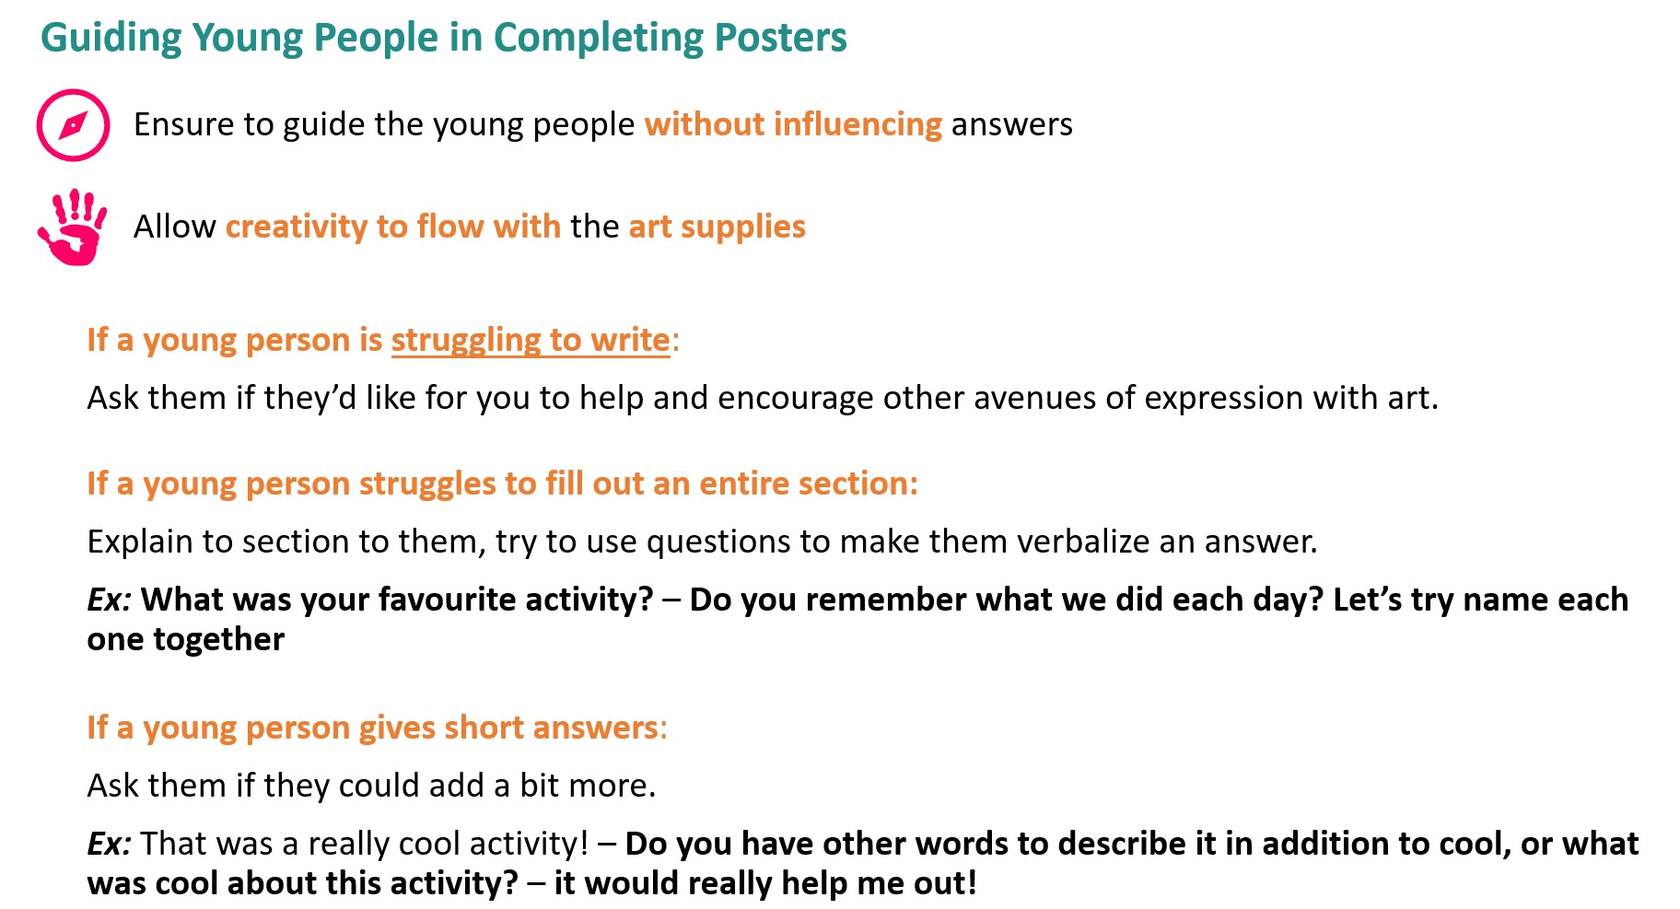 Guiding Young People in Completing Posters
Ensure to guide the young people without influencing answers
Allow creativity to flow with the art supplies
If a young person is struggling to write:
Ask them if they’d like for you to help and encourage other avenues of expression with art.
If a young person struggles to fill out an entire section:
Explain to section to them, try to use questions to make them verbalize an answer.
Ex: What was your favourite activity? – Do you remember what we did each day? Let’s try name each
one together
If a young person gives short answers:
Ask them if they could add a bit more.
Ex: That was a really cool activity! – Do you have other words to describe it in addition to cool, or what
was cool about this activity? – it would really help me out!